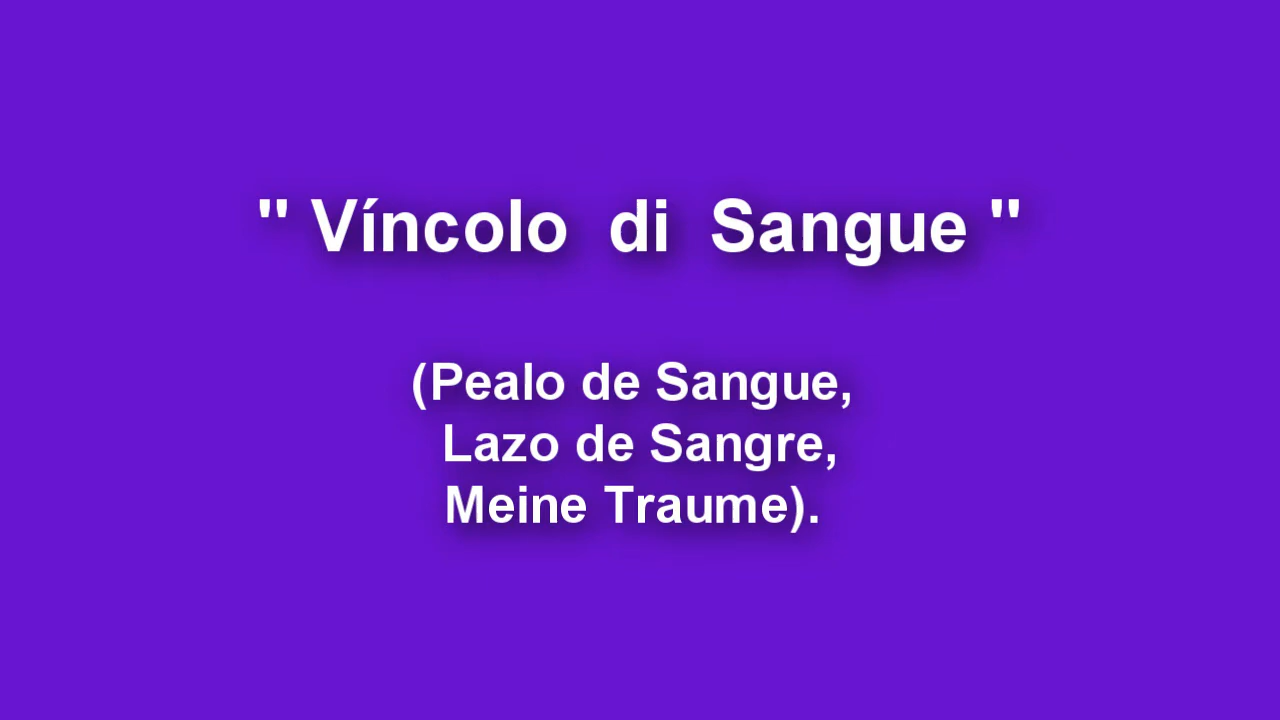 " Víncolo di Sangue "
(Pealo de Sangue,
Lazo de Sangre,
Meine Traume).